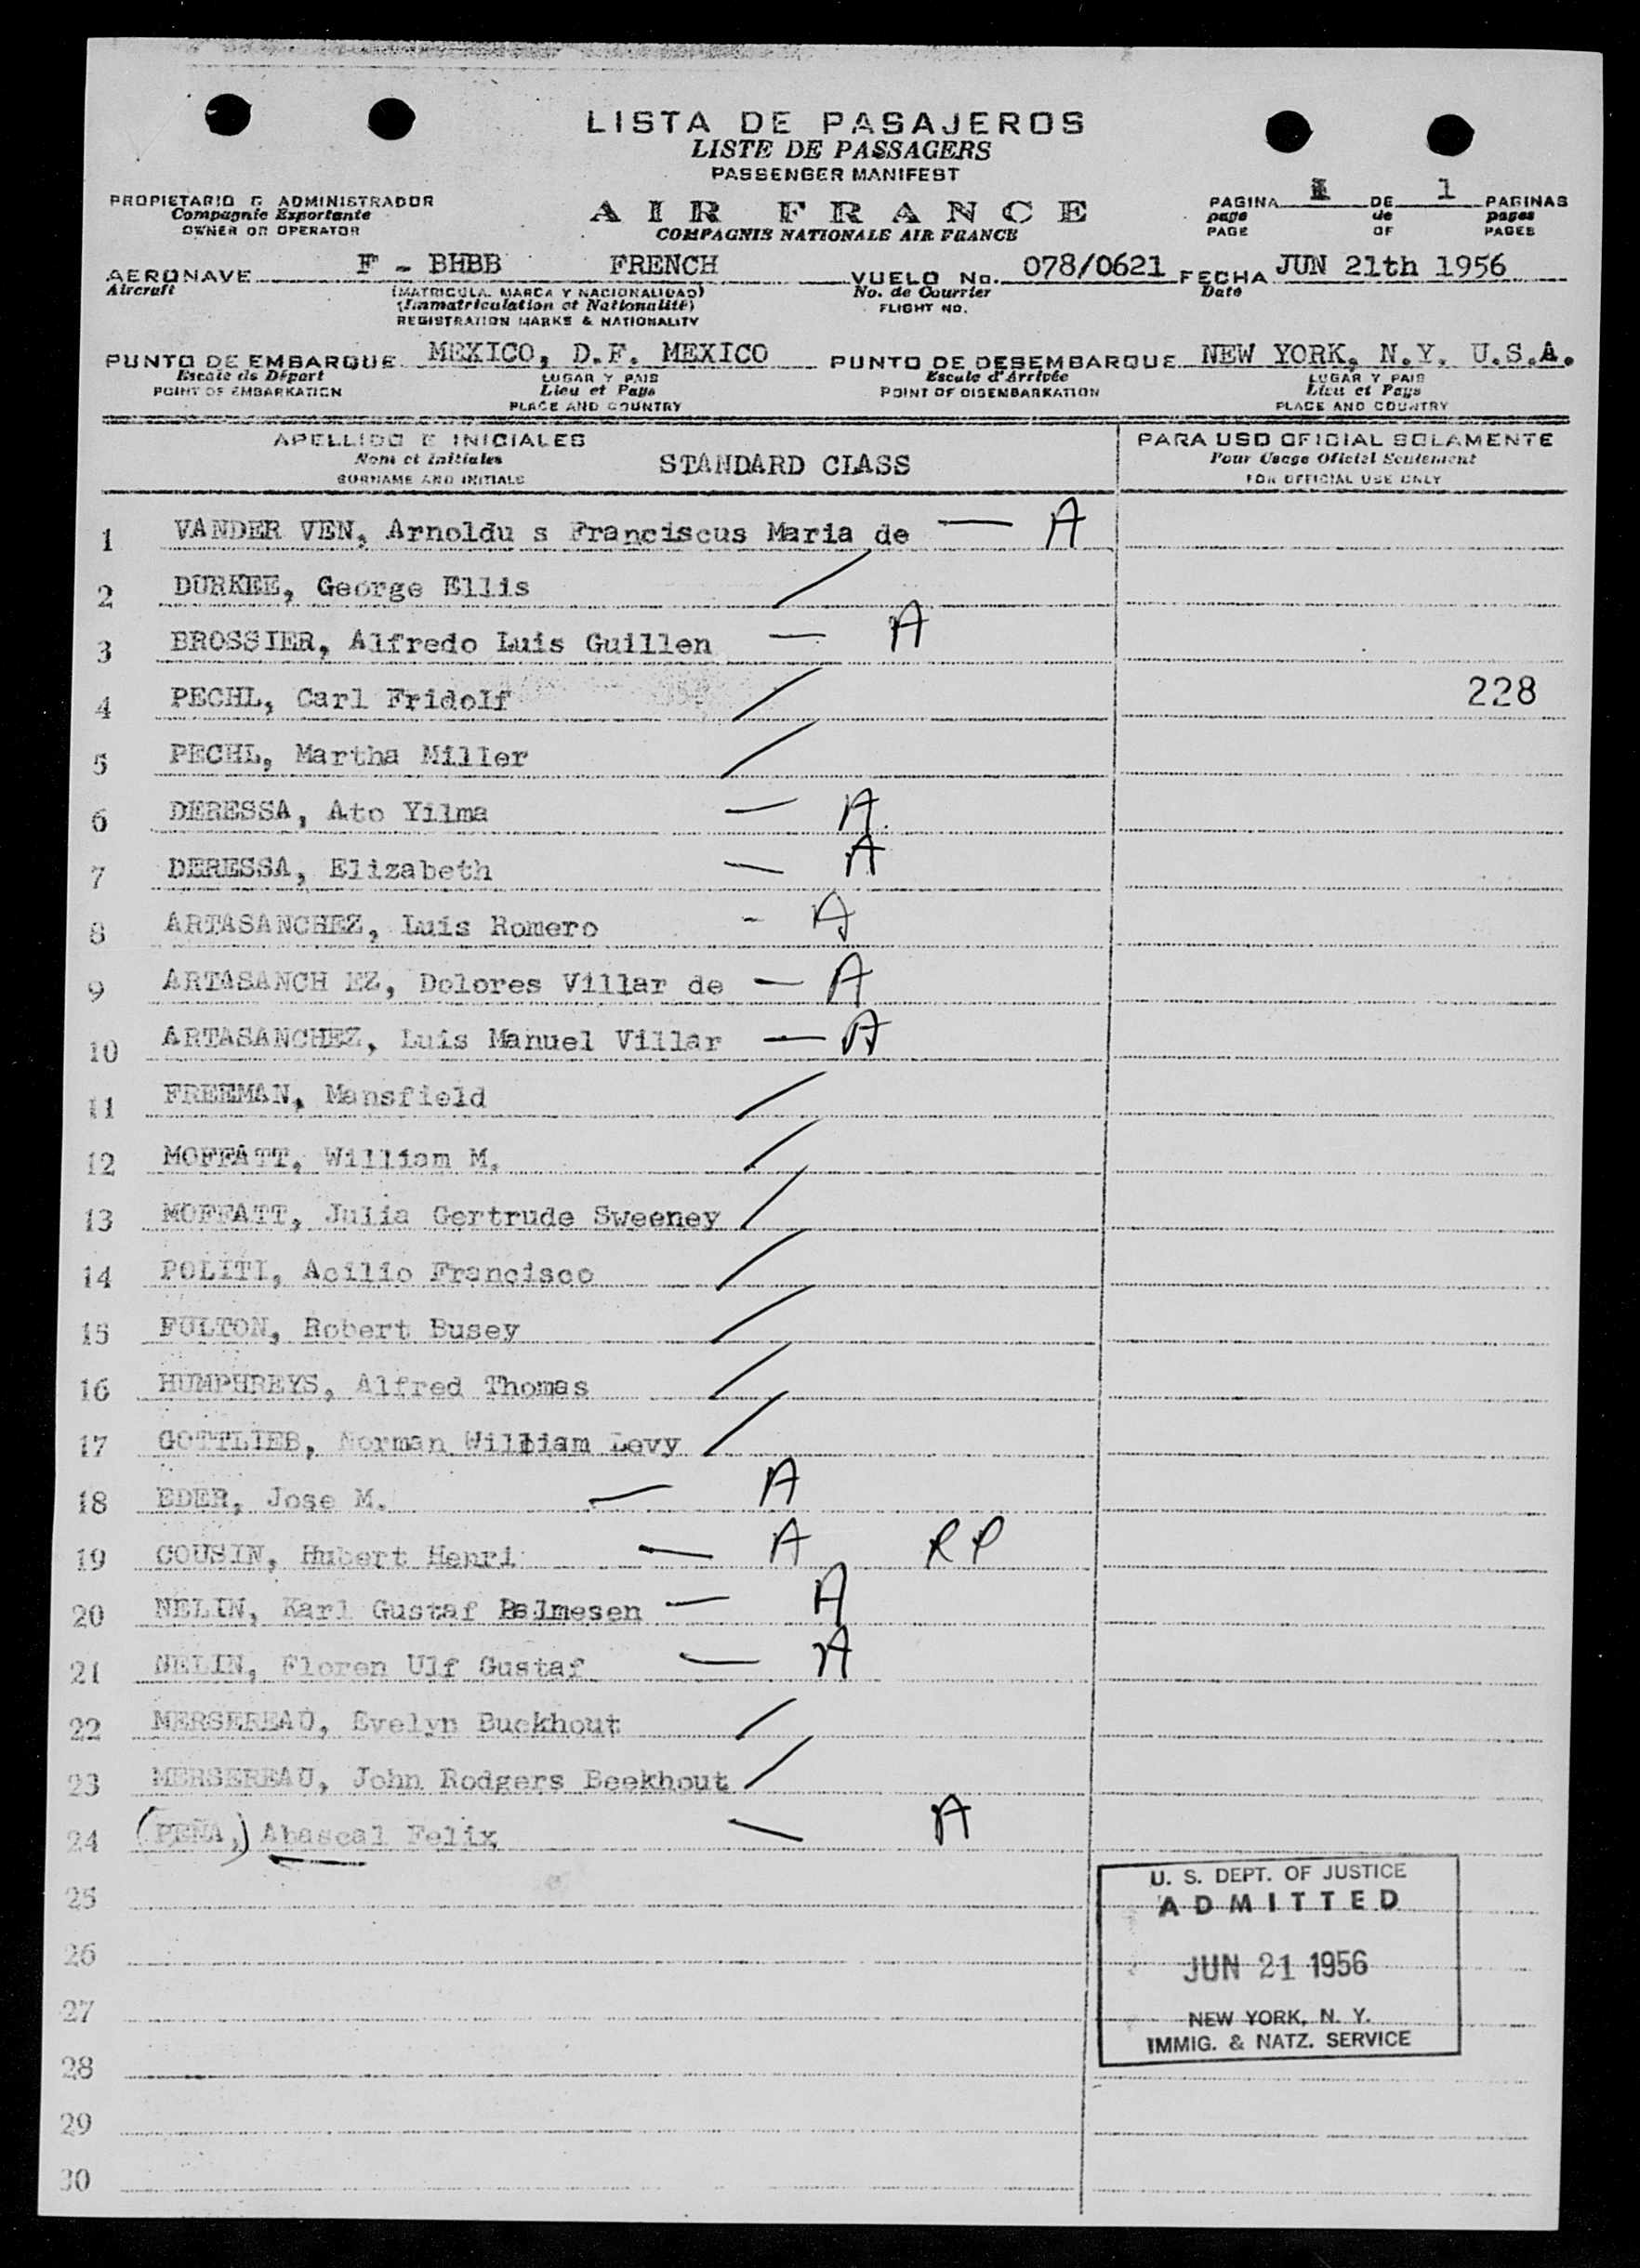 LISTA DE PASAJEROS
LISTE DE PASSAGERS
PASSENGER MANIFEST
PROPIETARIO O ADMINISTRADOR
Compagnie Exportante
OWNER OR OPERATOR
AIR FRANCE
COMPAGNIE NATIONALE AIR FRANCE
PAGINA 1 DE 1 PAGINAS
page de pages
PAGE OF PAGES
AERONAVE F - BHBB FRENCH VUELO No. 078/0621 FECHA JUN 21th 1956
Aircraft (MATRICULA, MARCA Y NACIONALIDAD) No. de Courrier Date
(Immatriculation et Nationalité) FLIGHT NO.
REGISTRATION MARKS & NATIONALITY
PUNTO DE EMBARQUE MEXICO, D.F. MEXICO PUNTO DE DESEMBARQUE NEW YORK, N.Y. U.S.A.
Escale de Départ LUGAR Y PAIS Escale d'Arrivée LUGAR Y PAIS
POINT OF EMBARKATION Lieu et Pays POINT OF DISEMBARKATION Lieu et Pays
PLACE AND COUNTRY PLACE AND COUNTRY
APELLIDO E INICIALES PARA USO OFICIAL SOLAMENTE
Nom et Initiales STANDARD CLASS Pour Usage Oficiel Seulement
SURNAME AND INITIALS FOR OFFICIAL USE ONLY
1 VANDER VEN, Arnoldu s Franciscus Maria de — A
2 DURKEE, George Ellis /
3 BROSSIER, Alfredo Luis Guillen — A
4 PECHL, Carl Fridolf / 228
5 PECHL, Martha Miller /
6 DERESSA, Ato Yilma — A
7 DERESSA, Elizabeth — A
8 ARTASANCHEZ, Luis Romero - A
9 ARTASANCH EZ, Dolores Villar de — A
10 ARTASANCHEZ, Luis Manuel Villar — A
11 FREEMAN, Mansfield /
12 MOFFATT, William M. /
13 MOFFATT, Julia Gertrude Sweeney /
14 POLITI, Acilio Francisco /
15 FULTON, Robert Busey /
16 HUMPHREYS, Alfred Thomas /
17 GOTTLIEB, Norman William Levy /
18 EDER, Jose M. — A
19 COUSIN, Hubert Henri — A RP
20 NELIN, Karl Gustaf Palmesen — A
21 NELIN, Floren Ulf Gustaf — A
22 MERSEREAU, Evelyn Buckhout /
23 MERSEREAU, John Rodgers Beekhout /
24 (PEÑA,) Abascal Felix — A
25
26
27
28
29
30
U. S. DEPT. OF JUSTICE
ADMITTED
JUN 21 1956
NEW YORK, N. Y.
IMMIG. & NATZ. SERVICE